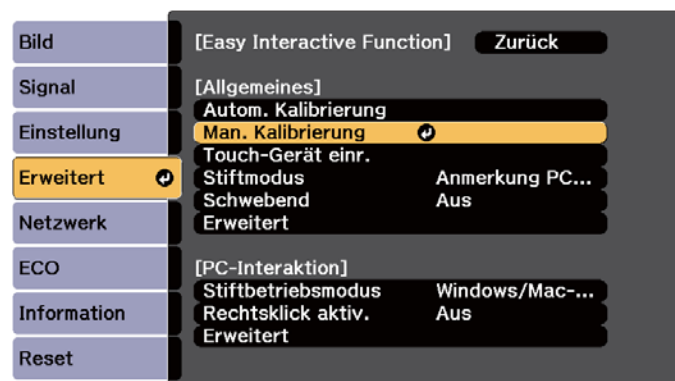 Bild
Signal
Einstellung
Erweitert
Netzwerk
ECO
Information
Reset
[Easy Interactive Function] Zurück
[Allgemeines]
Autom. Kalibrierung
Man. Kalibrierung
Touch-Gerät einr.
Stiftmodus Anmerkung PC...
Schwebend Aus
Erweitert
[PC-Interaktion]
Stiftbetriebsmodus Windows/Mac-...
Rechtsklick aktiv. Aus
Erweitert